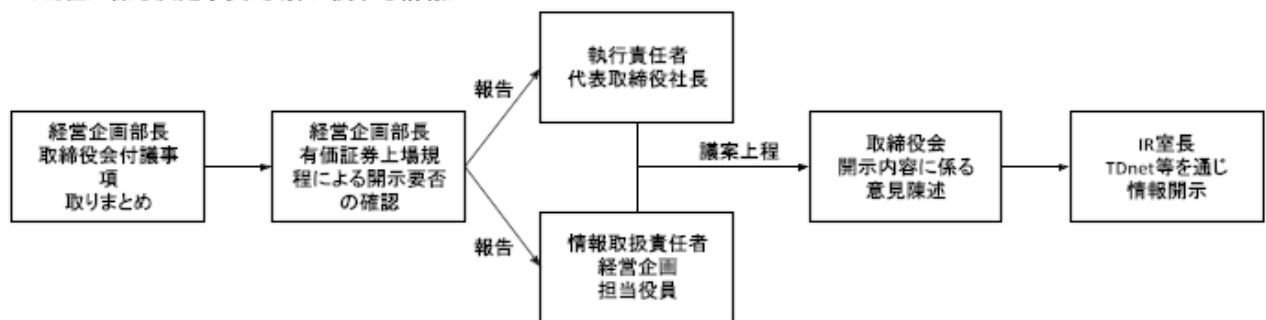 経営企画部長
取締役会付議事
項
取りまとめ
経営企画部長
有価証券上場規
程による開示要否
の確認
報告
報告
執行責任者
代表取締役社長
情報取扱責任者
経営企画
担当役員
議案上程
取締役会
開示内容に係る
意見陳述
IR室長
TDnet等を通じ
情報開示